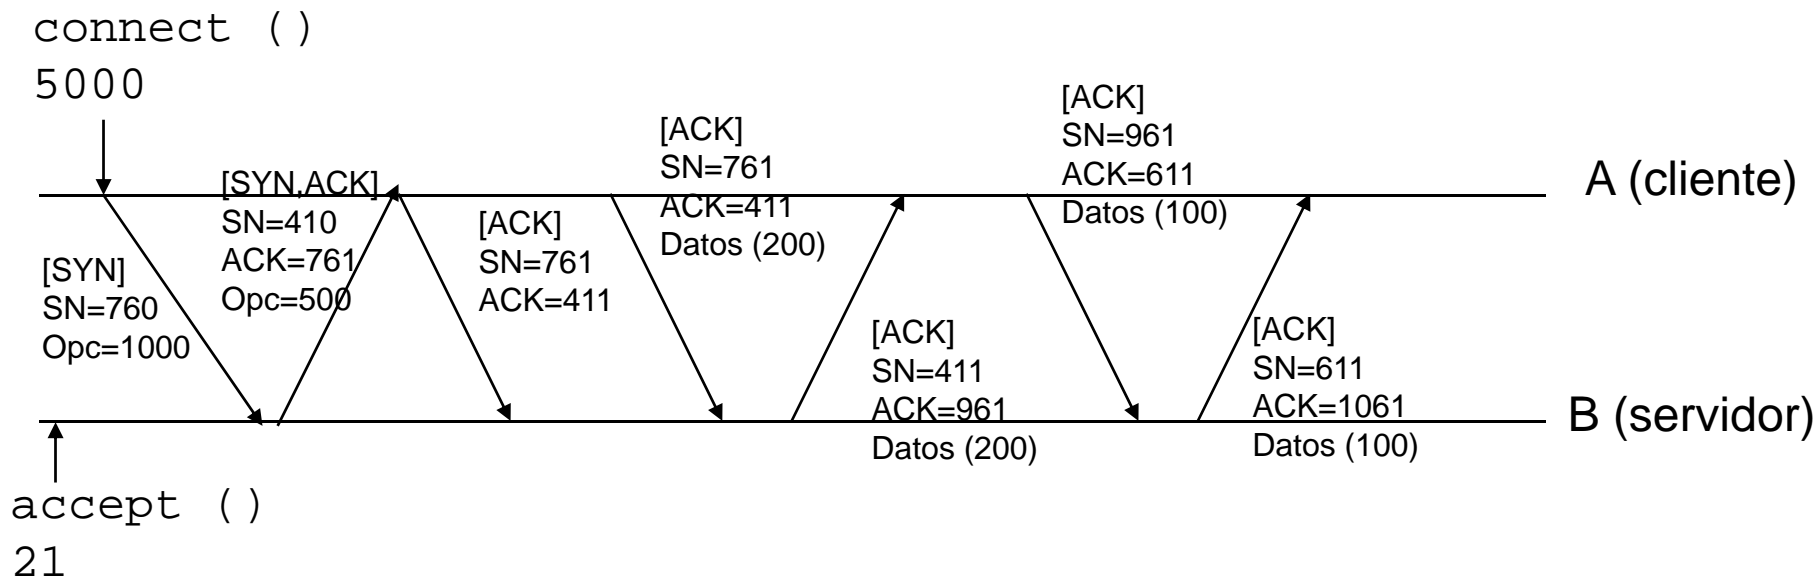 connect ()
5000
[SYN]
SN=760
Opc=1000
[SYN,ACK]
SN=410
ACK=761
Opc=500
[ACK]
SN=761
ACK=411
[ACK]
SN=761
ACK=411
Datos (200)
[ACK]
SN=411
ACK=961
Datos (200)
[ACK]
SN=961
ACK=611
Datos (100)
[ACK]
SN=611
ACK=1061
Datos (100)
A (cliente)
B (servidor)
accept ()
21